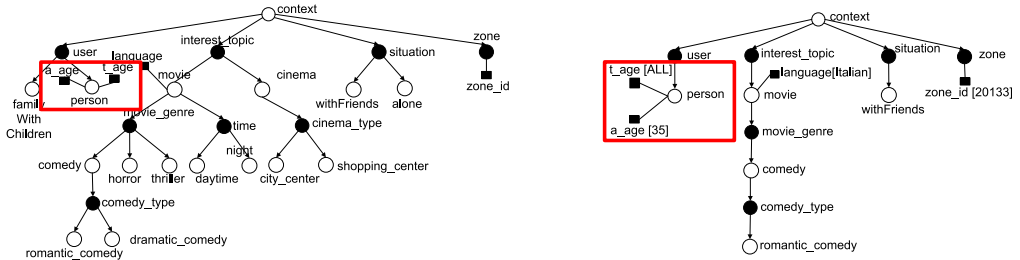 context
user
interest_topic
situation
zone
language
a_age
t_age
movie
cinema
zone_id
family
With
Children
person
withFriends
alone
movie_genre
time
cinema_type
night
comedy
horror
thriller
daytime
city_center
shopping_center
comedy_type
romantic_comedy
dramatic_comedy
context
user
interest_topic
situation
zone
t_age [ALL]
language[Italian]
person
movie
withFriends
zone_id [20133]
a_age [35]
movie_genre
comedy
comedy_type
romantic_comedy